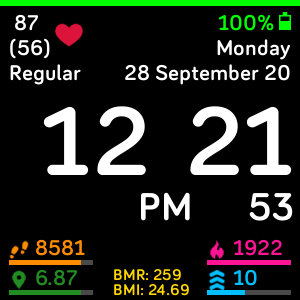 87 100%
(56) Monday
Regular 28 September 20
12 21
PM 53
8581 1922
6.87 BMR: 259 10
BMI: 24.69